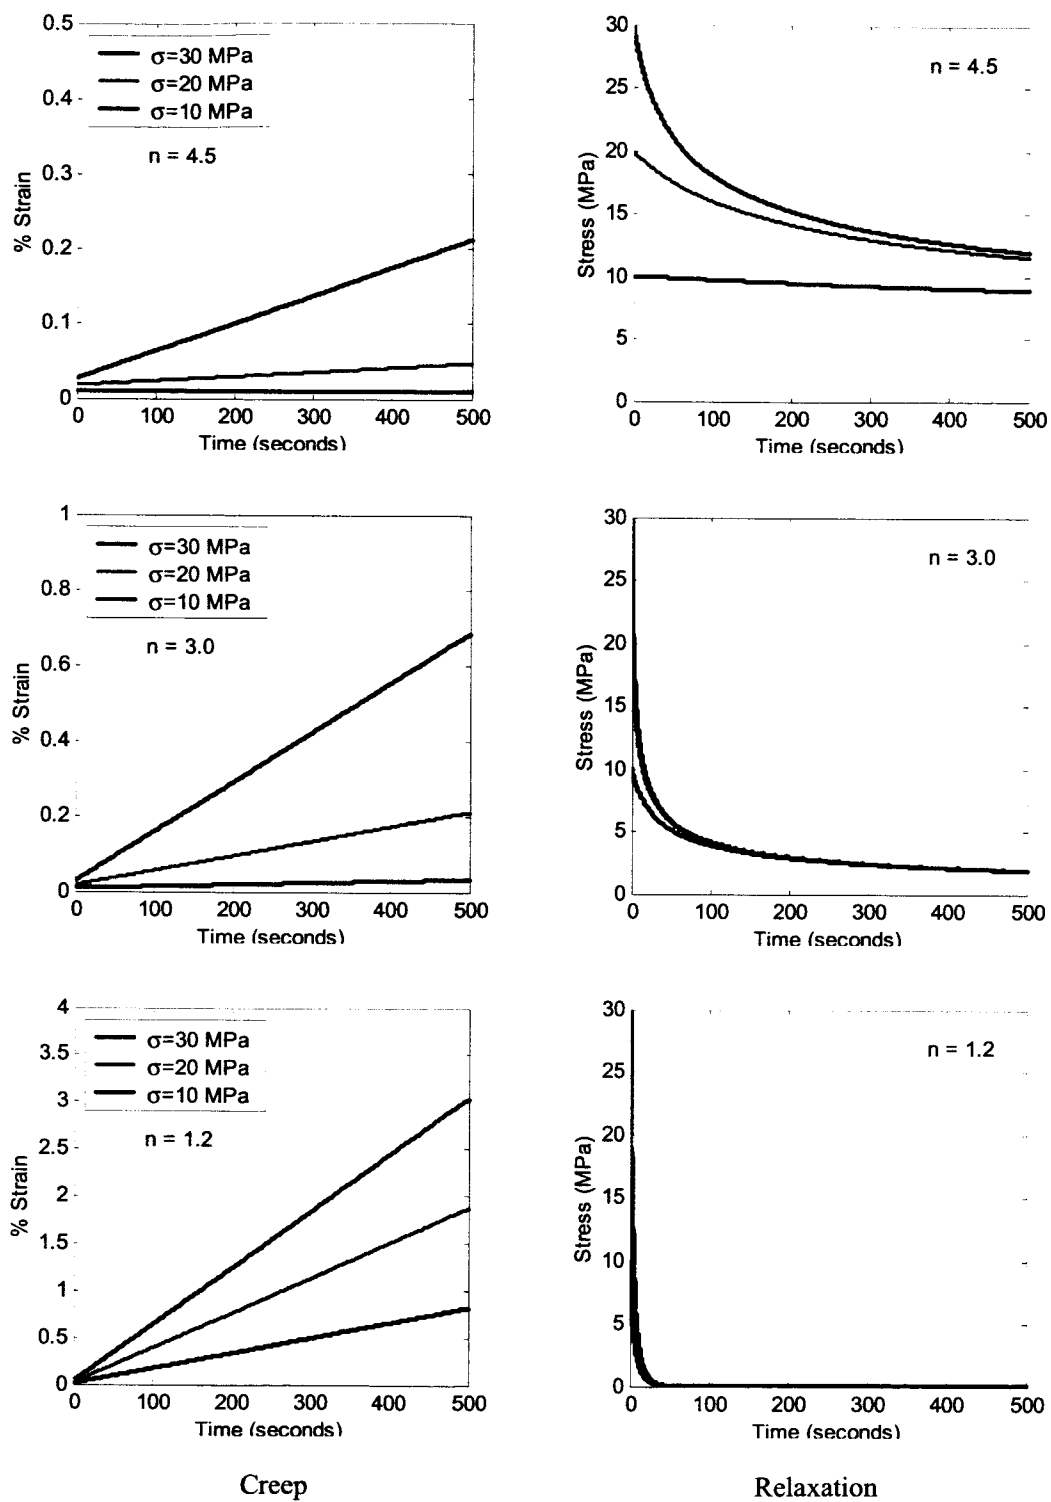 0.5
0.4
0.3
0.2
0.1
0
% Strain
σ=30 MPa
σ=20 MPa
σ=10 MPa
n = 4.5
0 100 200 300 400 500
Time (seconds)
30
25
20
15
10
5
0
Stress (MPa)
n = 4.5
0 100 200 300 400 500
Time (seconds)
1
0.8
0.6
0.4
0.2
0
% Strain
σ=30 MPa
σ=20 MPa
σ=10 MPa
n = 3.0
0 100 200 300 400 500
Time (seconds)
30
25
20
15
10
5
0
Stress (MPa)
n = 3.0
0 100 200 300 400 500
Time (seconds)
4
3.5
3
2.5
2
1.5
1
0.5
0
% Strain
σ=30 MPa
σ=20 MPa
σ=10 MPa
n = 1.2
0 100 200 300 400 500
Time (seconds)
30
25
20
15
10
5
0
Stress (MPa)
n = 1.2
0 100 200 300 400 500
Time (seconds)
Creep
Relaxation